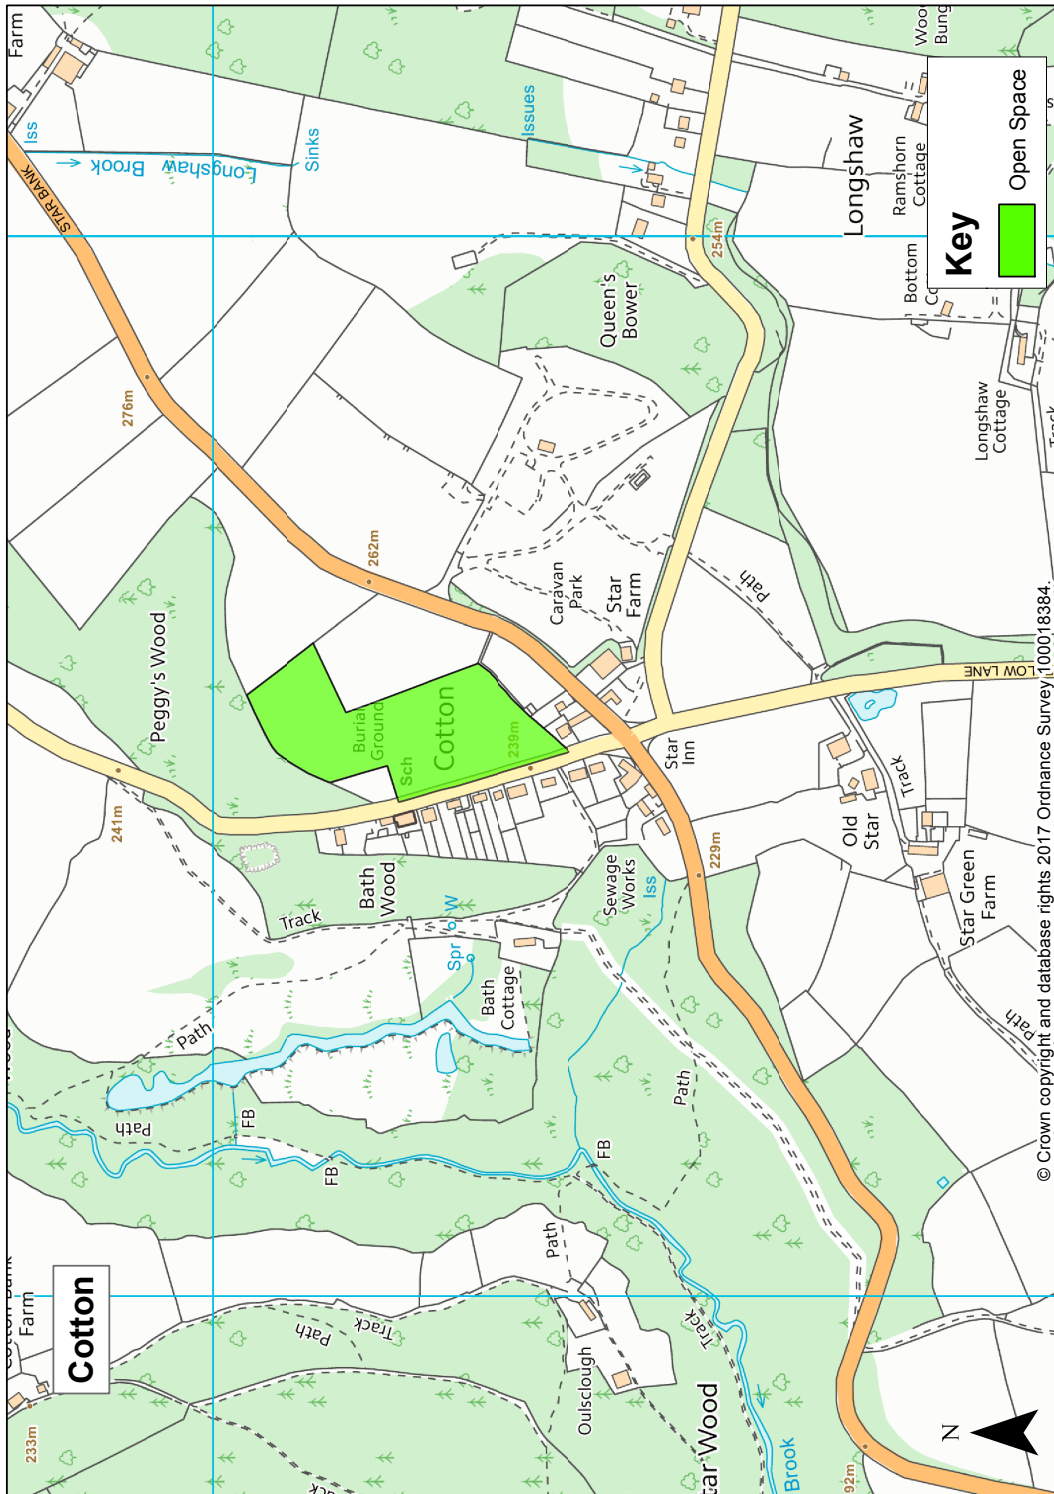 Farm
Iss
STAR BANK
Longshaw Brook
Sinks
Issues
Longshaw
Ramshorn
Cottage
Bottom
Key
Open Space
276m
254m
Queen's
Bower
Longshaw
Cottage
262m
Caravan
Park
Star
Farm
Path
Peggy's Wood
Burial
Ground
Cotton
Sch
239m
LOW LANE
Star
Inn
241m
Track
Old
Star
229m
Star Green
Farm
Bath
Wood
Sewage
Works
Iss
Track
Spr
W
Bath
Cottage
Path
Path
Path
Path
FB
FB
FB
Path
Track
Path
Track
Oulsclough
Farm
Cotton
233m
Brook
N
© Crown copyright and database rights 2017 Ordnance Survey 100018384.